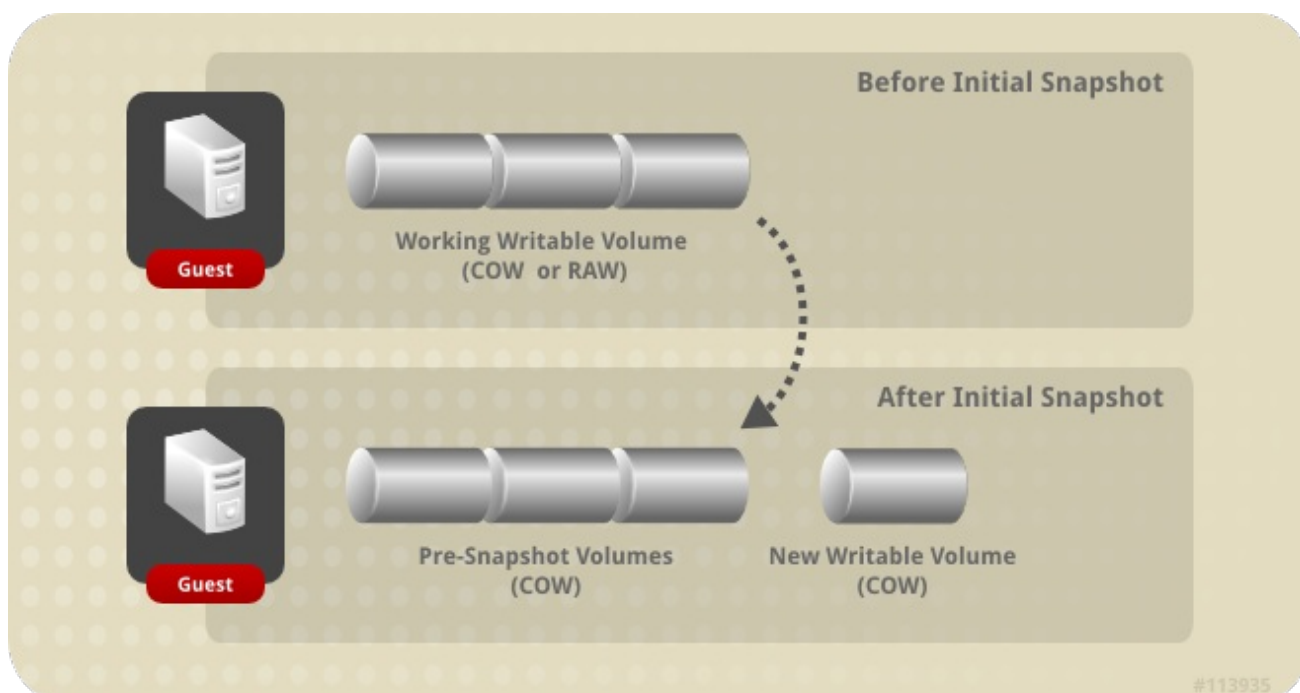 Before Initial Snapshot
Guest
Working Writable Volume
(COW or RAW)
After Initial Snapshot
Guest
Pre-Snapshot Volumes
(COW)
New Writable Volume
(COW)
#113935